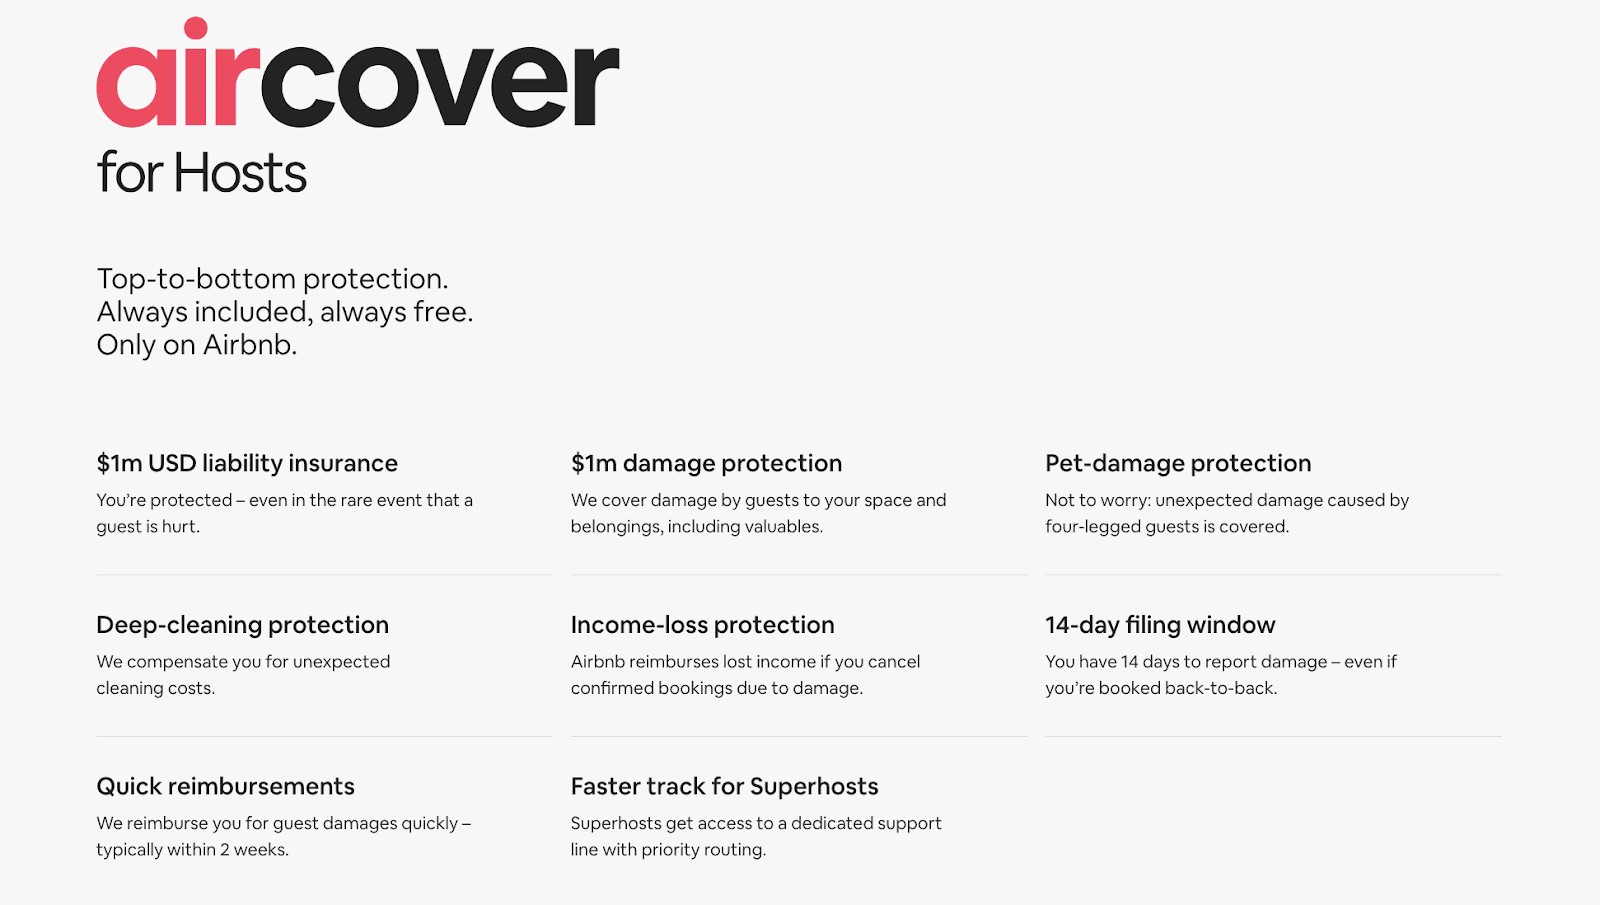 aircover
for Hosts
Top-to-bottom protection.
Always included, always free.
Only on Airbnb.
$1m USD liability insurance
You’re protected – even in the rare event that a
guest is hurt.
$1m damage protection
We cover damage by guests to your space and
belongings, including valuables.
Pet-damage protection
Not to worry: unexpected damage caused by
four-legged guests is covered.
Deep-cleaning protection
We compensate you for unexpected
cleaning costs.
Income-loss protection
Airbnb reimburses lost income if you cancel
confirmed bookings due to damage.
14-day filing window
You have 14 days to report damage – even if
you’re booked back-to-back.
Quick reimbursements
We reimburse you for guest damages quickly –
typically within 2 weeks.
Faster track for Superhosts
Superhosts get access to a dedicated support
line with priority routing.